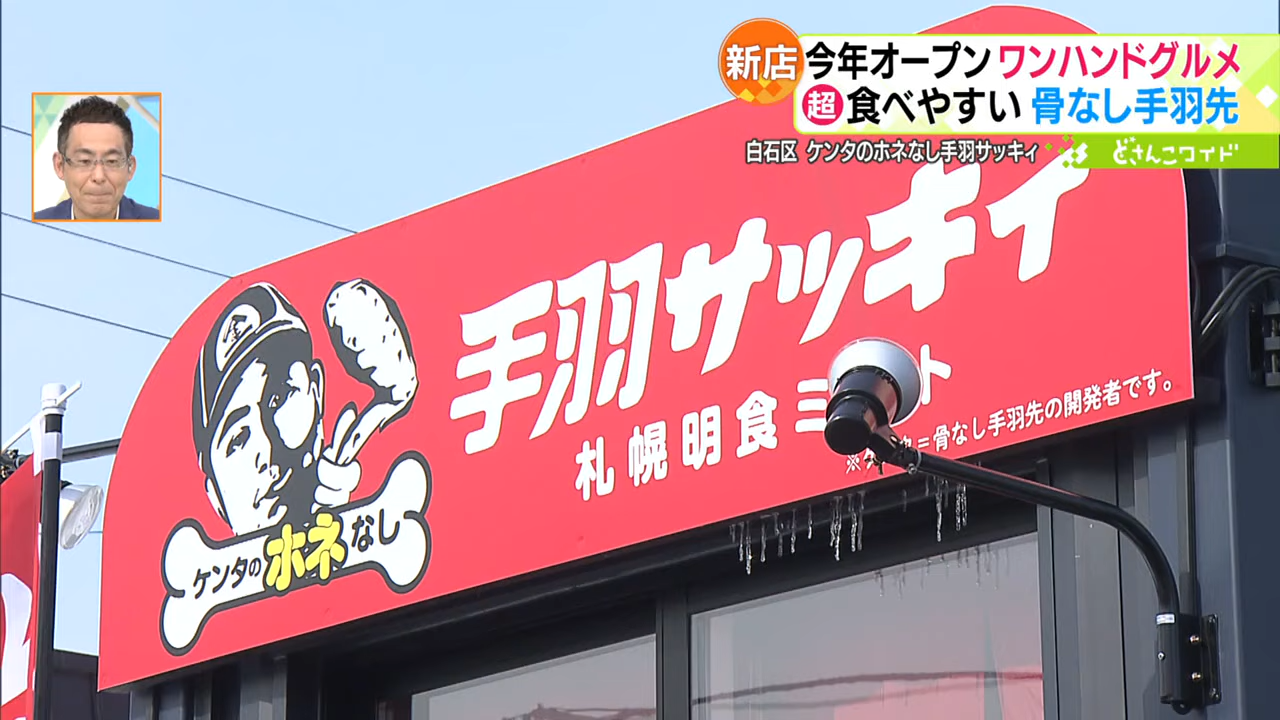 新店
今年オープン ワンハンドグルメ
超 食べやすい 骨なし手羽先
白石区 ケンタのホネなし手羽サッキィ
どさんこワイド
手羽サッキィ
札幌明食ミ ト
骨なし手羽先の開発者です。
ケンタの
ホネ
なし